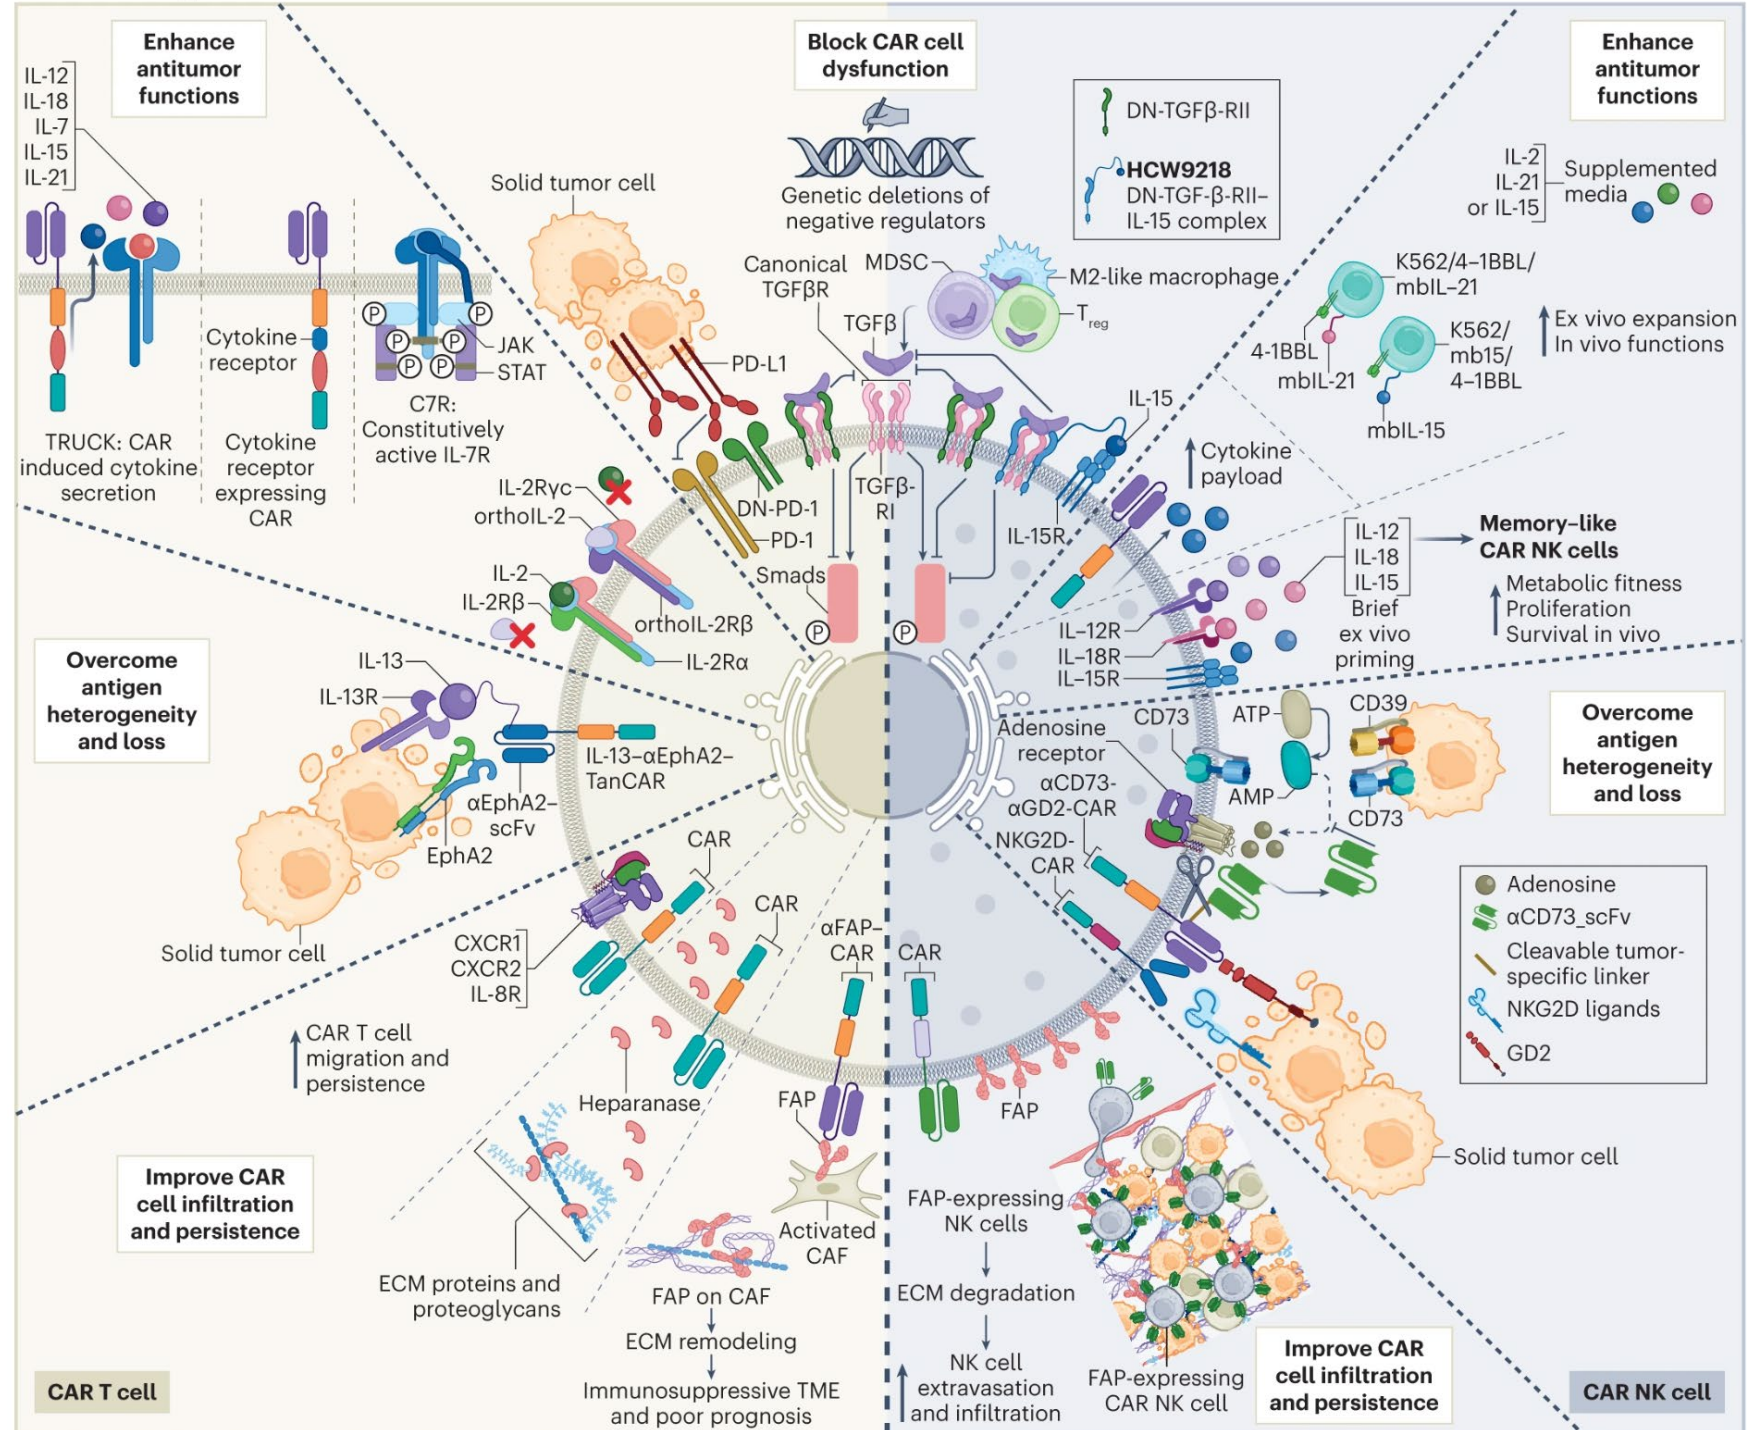 Enhance
antitumor
functions
IL-12
IL-18
IL-7
IL-15
IL-21
TRUCK: CAR
induced cytokine
secretion
Cytokine
receptor
Cytokine
receptor
expressing
CAR
P
P
P
P
P
P
JAK
STAT
C7R:
Constitutively
active IL-7R
IL-2Rγc
orthoIL-2
IL-2
IL-2Rβ
orthoIL-2Rβ
IL-2Rα
Block CAR cell
dysfunction
Genetic deletions of
negative regulators
Solid tumor cell
PD-L1
DN-PD-1
PD-1
Canonical
TGFβR
MDSC
M2-like macrophage
Treg
TGFβ
TGFβ-
RI
Smads
P
P
DN-TGFβ-RII
HCW9218
DN-TGF-β-RII–
IL-15 complex
IL-15
IL-15R
Enhance
antitumor
functions
IL-2
IL-21
or IL-15
Supplemented
media
K562/4–1BBL/
mbIL–21
4-1BBL
mbIL-21
K562/
mb15/
4–1BBL
mbIL-15
Ex vivo expansion
In vivo functions
Cytokine
payload
IL–12R
IL–18R
IL–15R
IL-12
IL-18
IL-15
Brief
ex vivo
priming
Memory–like
CAR NK cells
Metabolic fitness
Proliferation
Survival in vivo
Overcome
antigen
heterogeneity
and loss
IL-13
IL-13R
IL-13–αEphA2–
TanCAR
αEphA2–
scFv
EphA2
Solid tumor cell
Overcome
antigen
heterogeneity
and loss
Adenosine
receptor
CD73
ATP
AMP
CD39
CD73
αCD73-
αGD2-CAR
NKG2D-
CAR
Adenosine
αCD73_scFv
Cleavable tumor-
specific linker
NKG2D ligands
GD2
Solid tumor cell
CAR
CXCR1
CXCR2
IL-8R
CAR T cell
migration and
persistence
Improve CAR
cell infiltration
and persistence
CAR
Heparanase
ECM proteins and
proteoglycans
αFAP–
CAR
FAP
Activated
CAF
FAP on CAF
ECM remodeling
Immunosuppressive TME
and poor prognosis
CAR T cell
CAR
FAP
FAP-expressing
NK cells
ECM degradation
NK cell
extravasation
and infiltration
FAP-expressing
CAR NK cell
Improve CAR
cell infiltration
and persistence
CAR NK cell